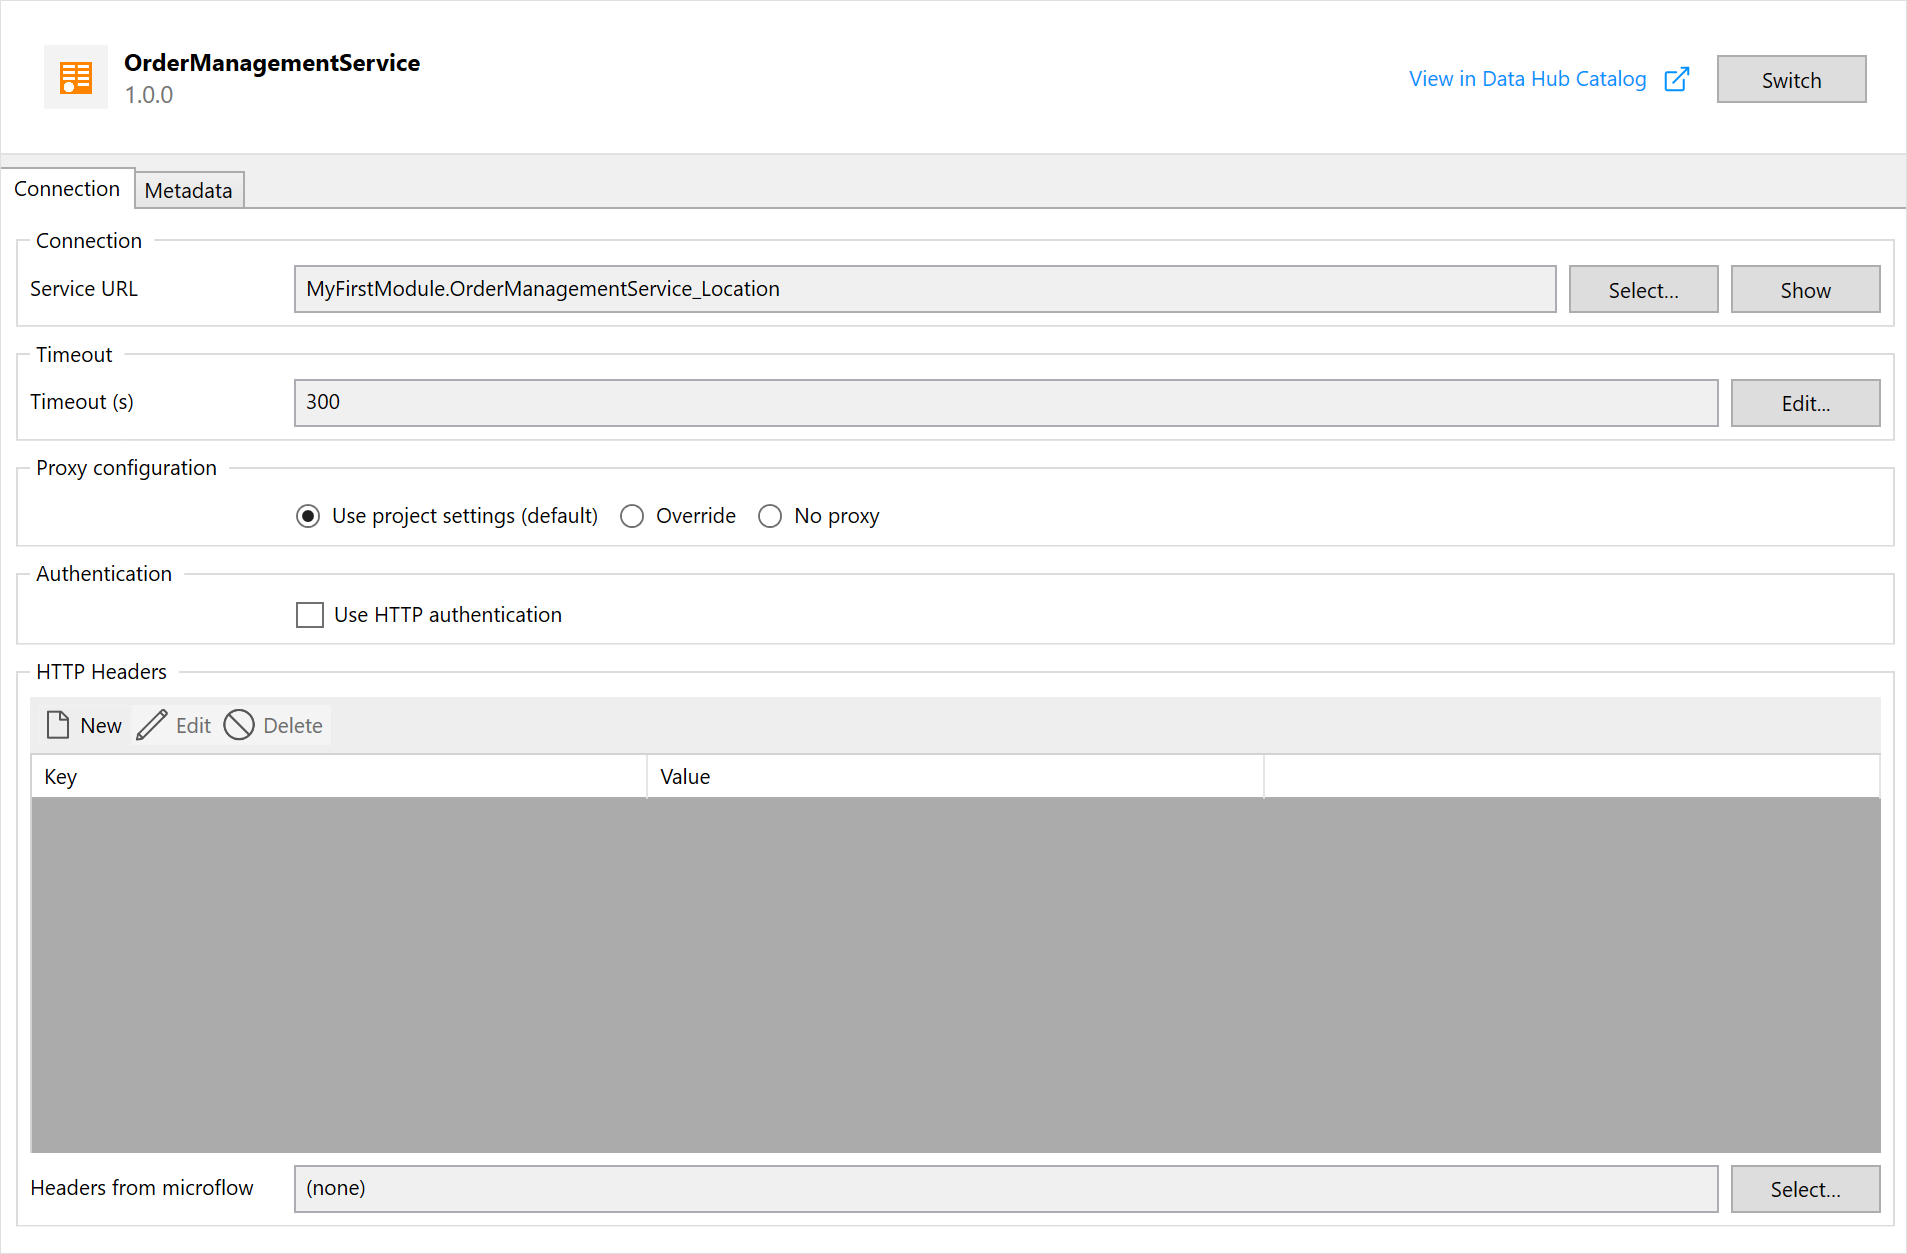 OrderManagementService
1.0.0
View in Data Hub Catalog
Switch
Connection
Metadata
Connection
Service URL
MyFirstModule.OrderManagementService_Location
Select...
Show
Timeout
Timeout (s)
300
Edit...
Proxy configuration
Use project settings (default)
Override
No proxy
Authentication
Use HTTP authentication
HTTP Headers
New
Edit
Delete
Key
Value
Headers from microflow
(none)
Select...